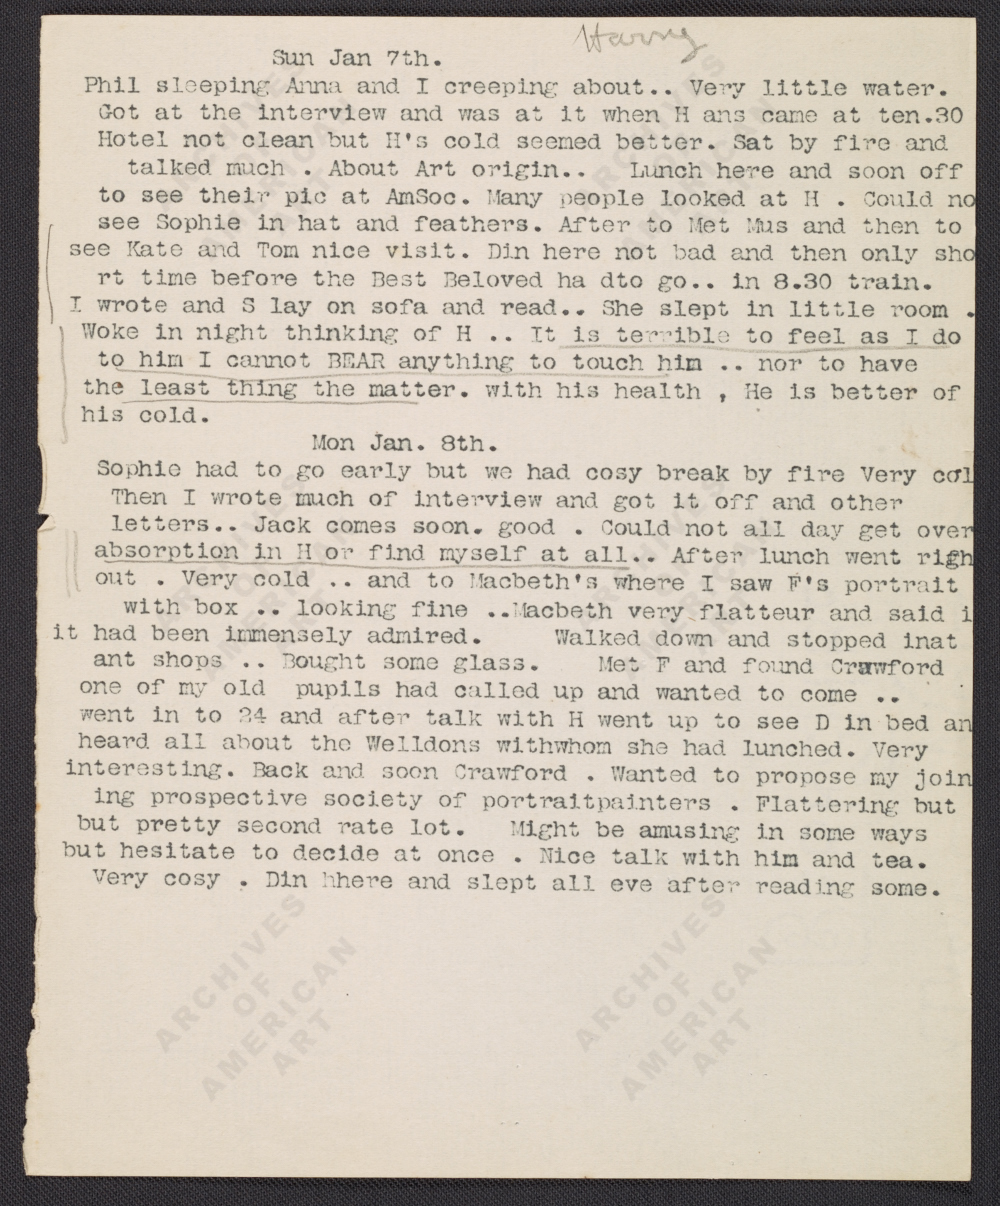 Harry
Sun Jan 7th.
Phil sleeping Anna and I creeping about.. Very little water.
Got at the interview and was at it when H ans came at ten.30
Hotel not clean but H's cold seemed better. Sat by fire and
talked much . About Art origin.. Lunch here and soon off
to see their pic at AmSoc. Many people looked at H . Could no
see Sophie in hat and feathers. After to Met Mus and then to
see Kate and Tom nice visit. Din here not bad and then only sho
rt time before the Best Beloved ha dto go.. in 8.30 train.
I wrote and S lay on sofa and read.. She slept in little room .
Woke in night thinking of H .. It is terrible to feel as I do
to him I cannot BEAR anything to touch him .. nor to have
the least thing the matter. with his health , He is better of
his cold.
Mon Jan. 8th.
Sophie had to go early but we had cosy break by fire Very col
Then I wrote much of interview and got it off and other
letters.. Jack comes soon. good . Could not all day get over
absorption in H or find myself at all.. After lunch went righ
out . Very cold .. and to Macbeth's where I saw F's portrait
with box .. looking fine ..Macbeth very flatteur and said i
it had been immensely admired. Walked down and stopped inat
ant shops .. Bought some glass. Met F and found Crawford
one of my old pupils had called up and wanted to come ..
went in to 24 and after talk with H went up to see D in bed an
heard all about the Welldons withwhom she had lunched. Very
interesting. Back and soon Crawford . Wanted to propose my join
ing prospective society of portraitpainters . Flattering but
but pretty second rate lot. Might be amusing in some ways
but hesitate to decide at once . Nice talk with him and tea.
Very cosy . Din hhere and slept all eve after reading some.
ARCHIVES OF AMERICAN ART
ARCHIVES OF AMERICAN ART